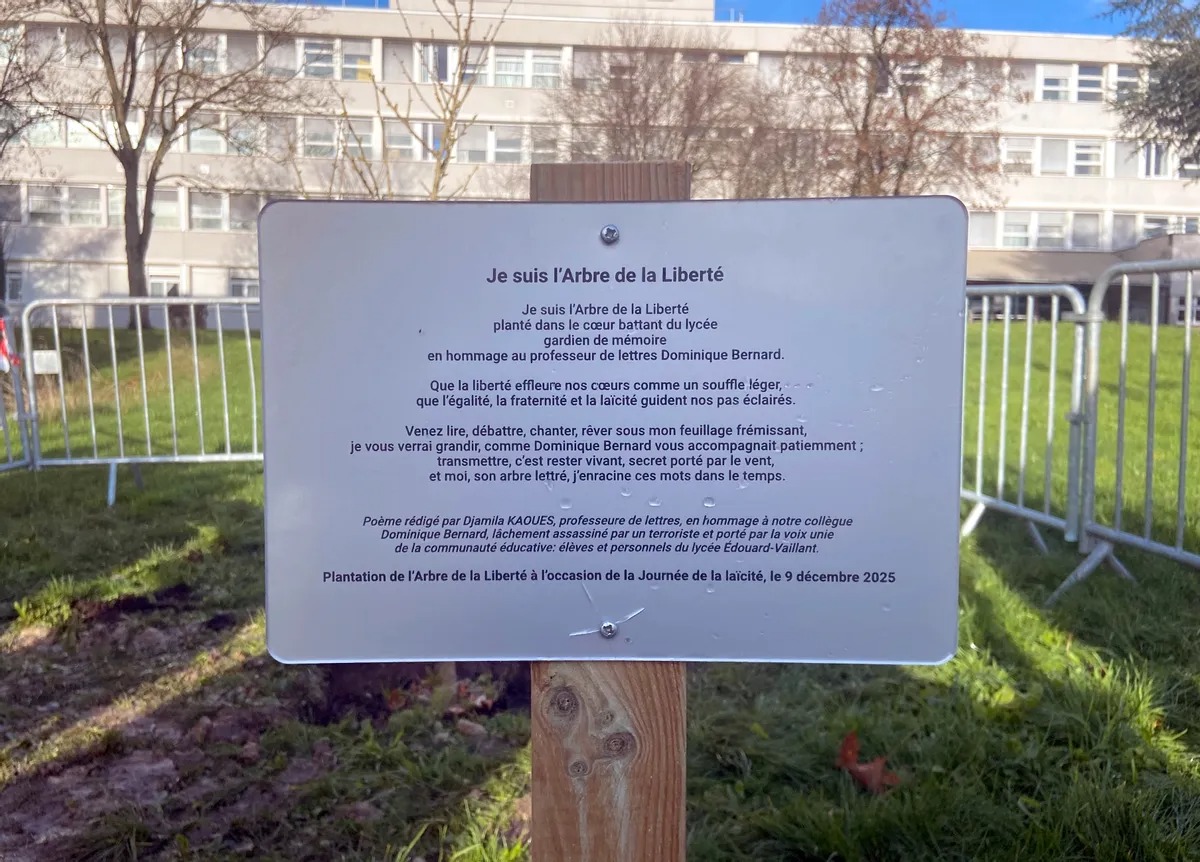 Je suis l'Arbre de la Liberté
Je suis l'Arbre de la Liberté
planté dans le cœur battant du lycée
gardien de mémoire
en hommage au professeur de lettres Dominique Bernard.
Que la liberté effleure nos cœurs comme un souffle léger,
que l'égalité, la fraternité et la laïcité guident nos pas éclairés.
Venez lire, débattre, chanter, rêver sous mon feuillage frémissant,
je vous verrai grandir, comme Dominique Bernard vous accompagnait patiemment ;
transmettre, c'est rester vivant, secret porté par le vent,
et moi, son arbre lettré, j'enracine ces mots dans le temps.
Poème rédigé par Djamila KAOUES, professeure de lettres, en hommage à notre collègue
Dominique Bernard, lâchement assassiné par un terroriste et porté par la voix unie
de la communauté éducative: élèves et personnels du lycée Édouard-Vaillant.
Plantation de l'Arbre de la Liberté à l'occasion de la Journée de la laïcité, le 9 décembre 2025